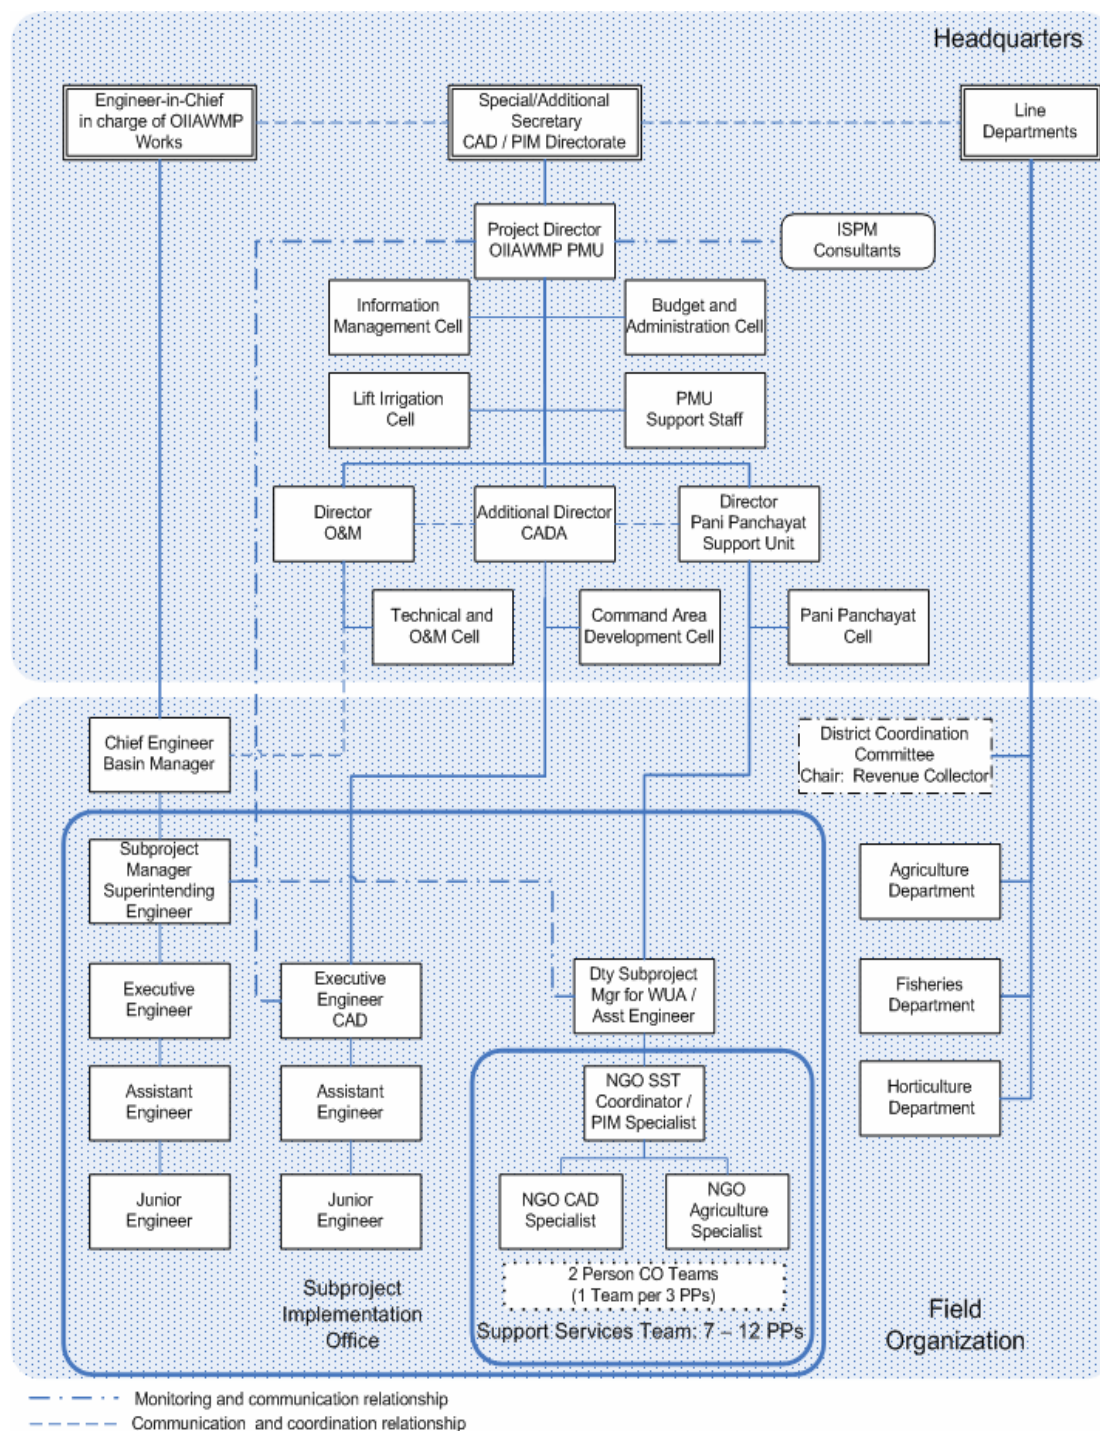 Headquarters
Engineer-in-Chief
in charge of OIIAWMP
Works
Special/Additional
Secretary
CAD / PIM Directorate
Line
Departments
Project Director
OIIAWMP PMU
ISPM
Consultants
Information
Management Cell
Budget and
Administration Cell
Lift Irrigation
Cell
PMU
Support Staff
Director
O&M
Additional Director
CADA
Director
Pani Panchayat
Support Unit
Technical and
O&M Cell
Command Area
Development Cell
Pani Panchayat
Cell
Chief Engineer
Basin Manager
District Coordination
Committee
Chair: Revenue Collector
Subproject
Manager
Superintending
Engineer
Agriculture
Department
Executive
Engineer
Executive
Engineer
CAD
Dty Subproject
Mgr for WUA /
Asst Engineer
Fisheries
Department
Assistant
Engineer
Assistant
Engineer
NGO SST
Coordinator /
PIM Specialist
Horticulture
Department
Junior
Engineer
Junior
Engineer
NGO CAD
Specialist
NGO
Agriculture
Specialist
2 Person CO Teams
(1 Team per 3 PPs)
Subproject
Implementation
Office
Support Services Team: 7 – 12 PPs
Field
Organization
Monitoring and communication relationship
Communication and coordination relationship